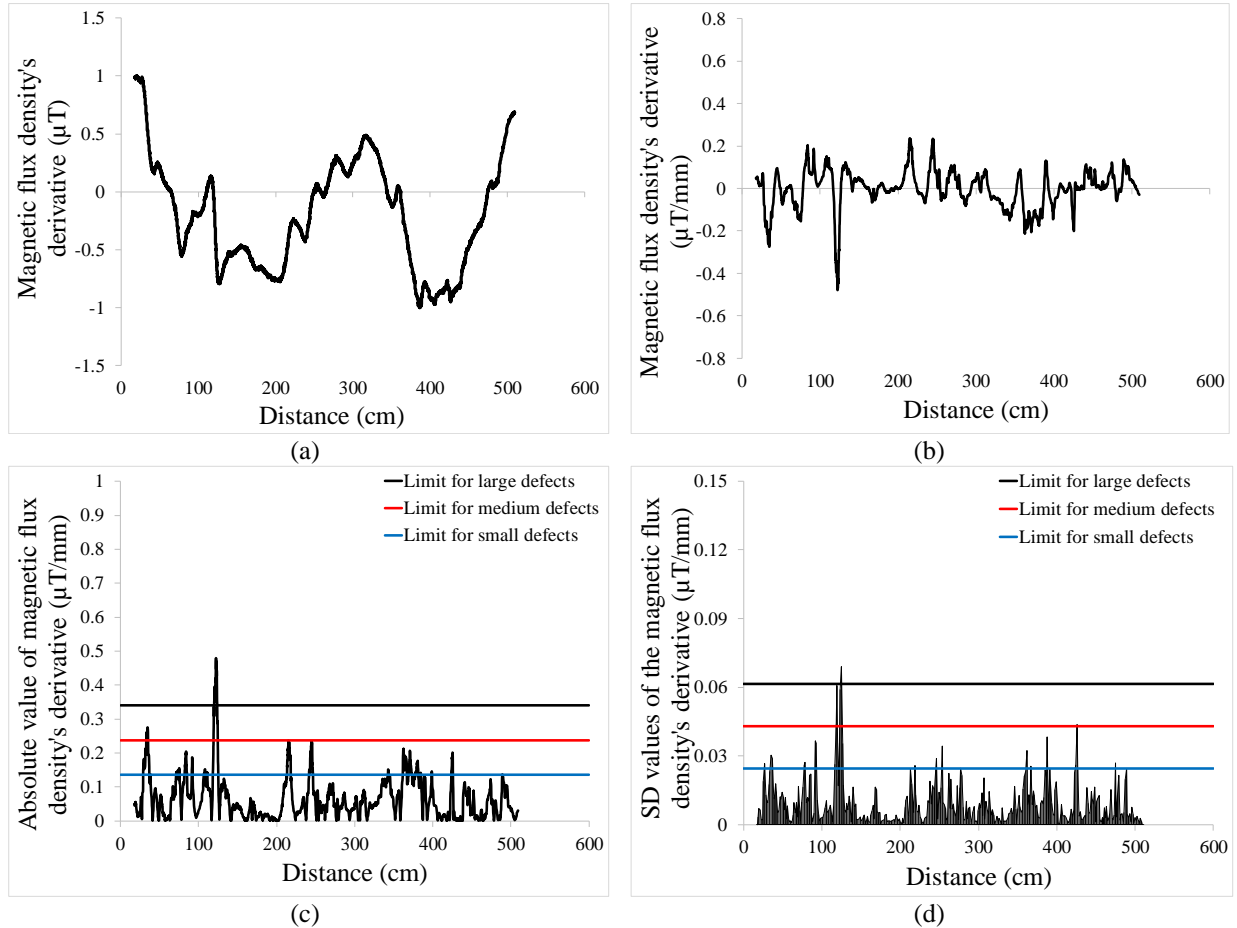 Magnetic flux density's
derivative (µT)
1.5
1
0.5
0
-0.5
-1
-1.5
0 100 200 300 400 500 600
Distance (cm)
(a)
Magnetic flux density's derivative
(µT/mm)
0.8
0.6
0.4
0.2
0
-0.2
-0.4
-0.6
-0.8
0 100 200 300 400 500 600
Distance (cm)
(b)
Absolute value of magnetic flux
density's derivative (µT/mm)
1
0.9
0.8
0.7
0.6
0.5
0.4
0.3
0.2
0.1
0
Limit for large defects
Limit for medium defects
Limit for small defects
0 100 200 300 400 500 600
Distance (cm)
(c)
SD values of the magnetic flux
density's derivative (µT/mm)
0.15
0.12
0.09
0.06
0.03
0
Limit for large defects
Limit for medium defects
Limit for small defects
0 100 200 300 400 500 600
Distance (cm)
(d)